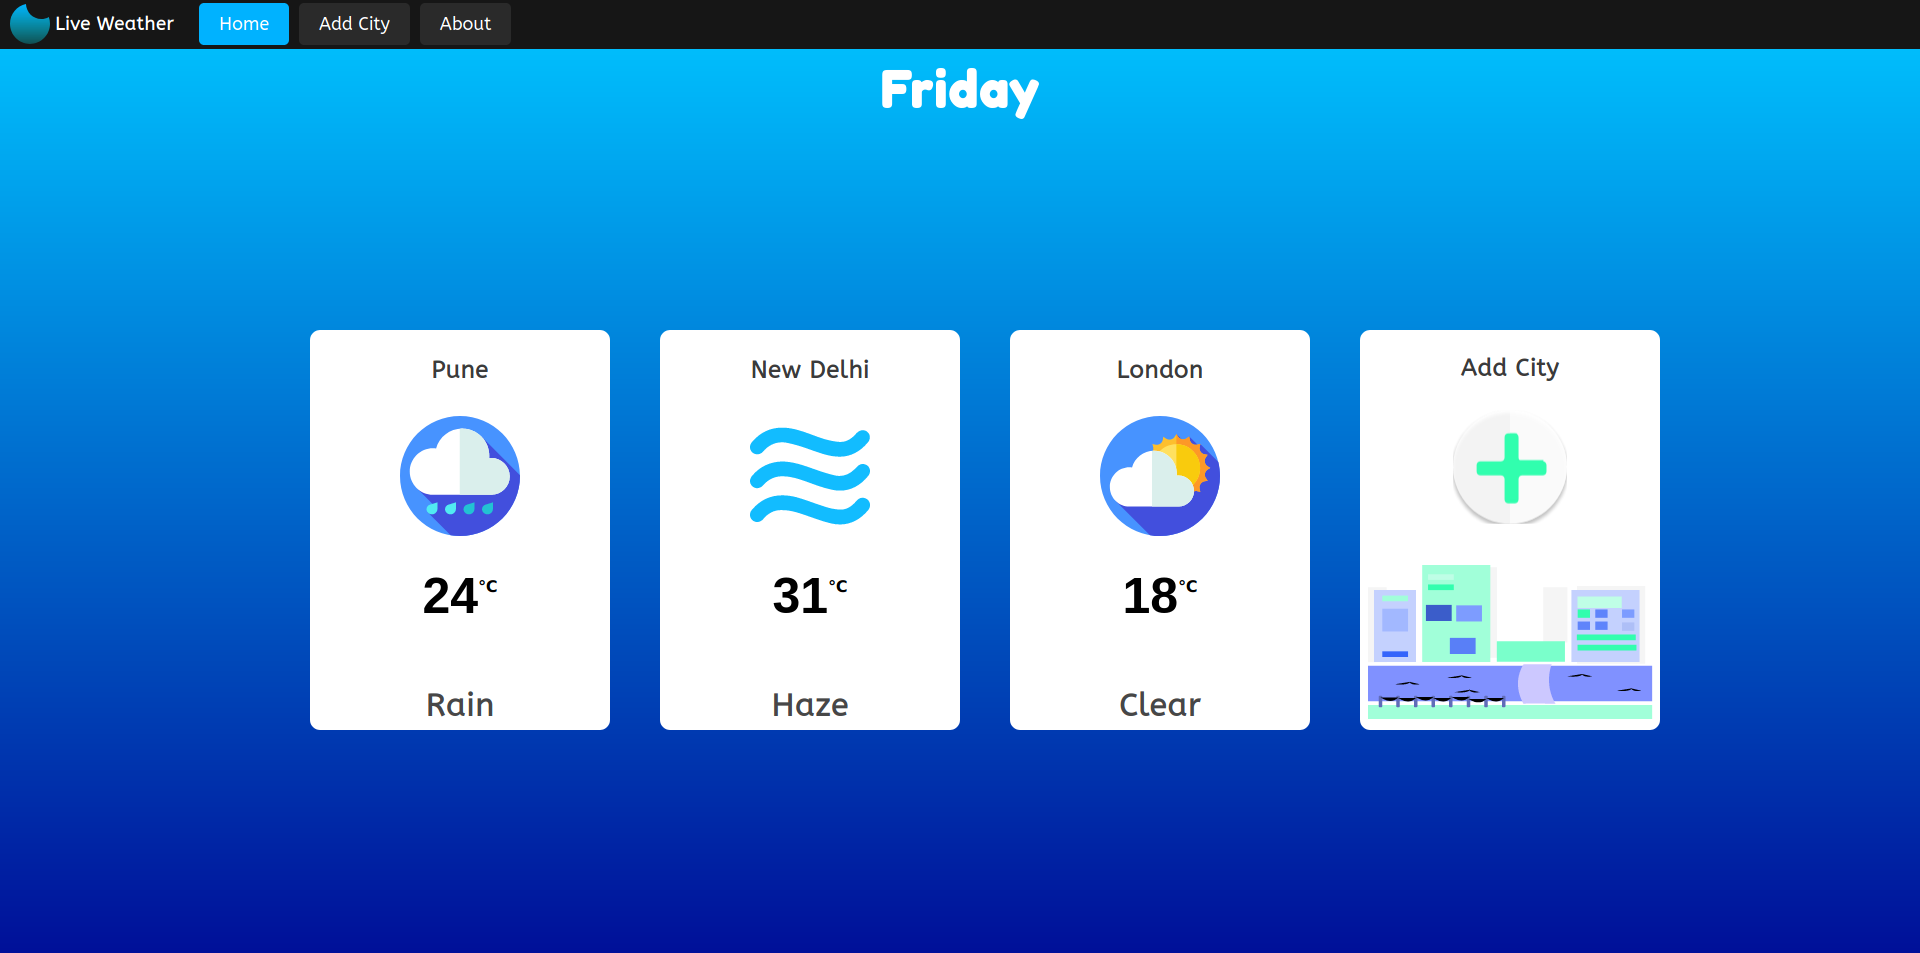 Live Weather
Home
Add City
About
Friday
Pune
24°C
Rain
New Delhi
31°C
Haze
London
18°C
Clear
Add City